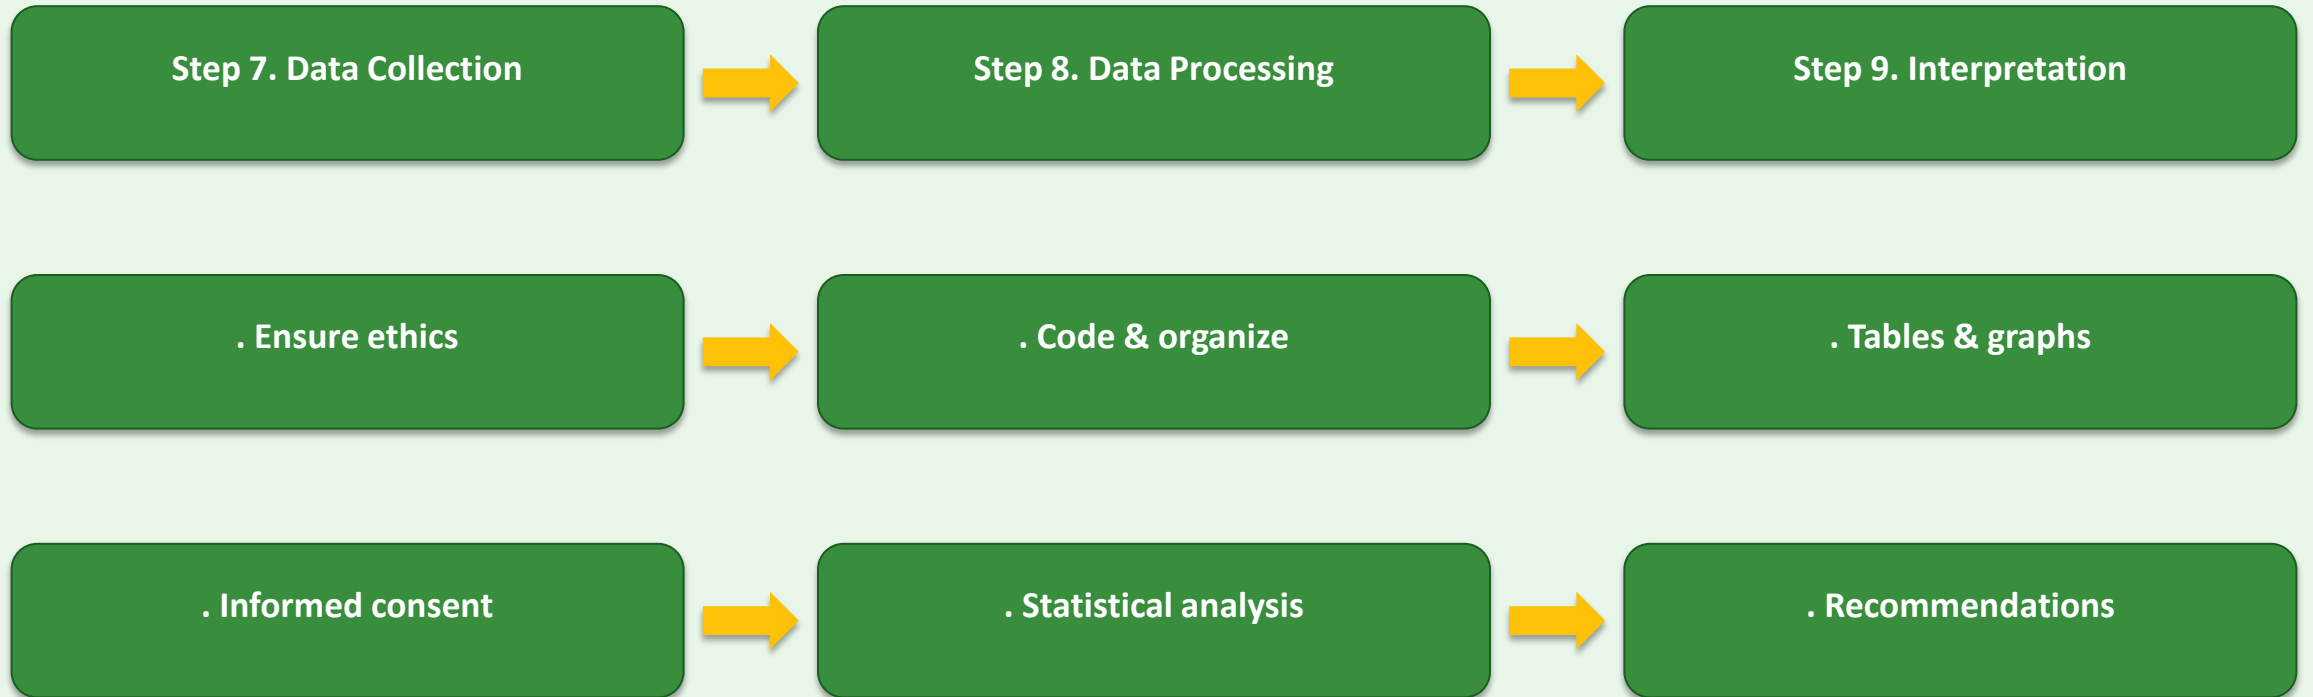 Step 7. Data Collection
Step 8. Data Processing
Step 9. Interpretation
. Ensure ethics
. Code & organize
. Tables & graphs
. Informed consent
. Statistical analysis
. Recommendations